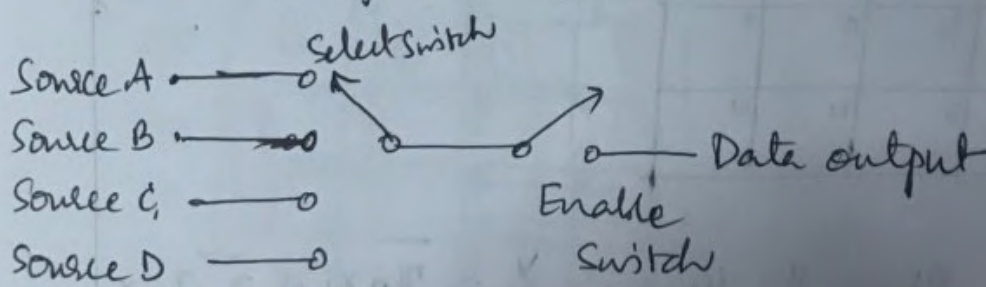 Select Switch
Source A
Source B
Data output
Source C,
Enable
Source D
Switch